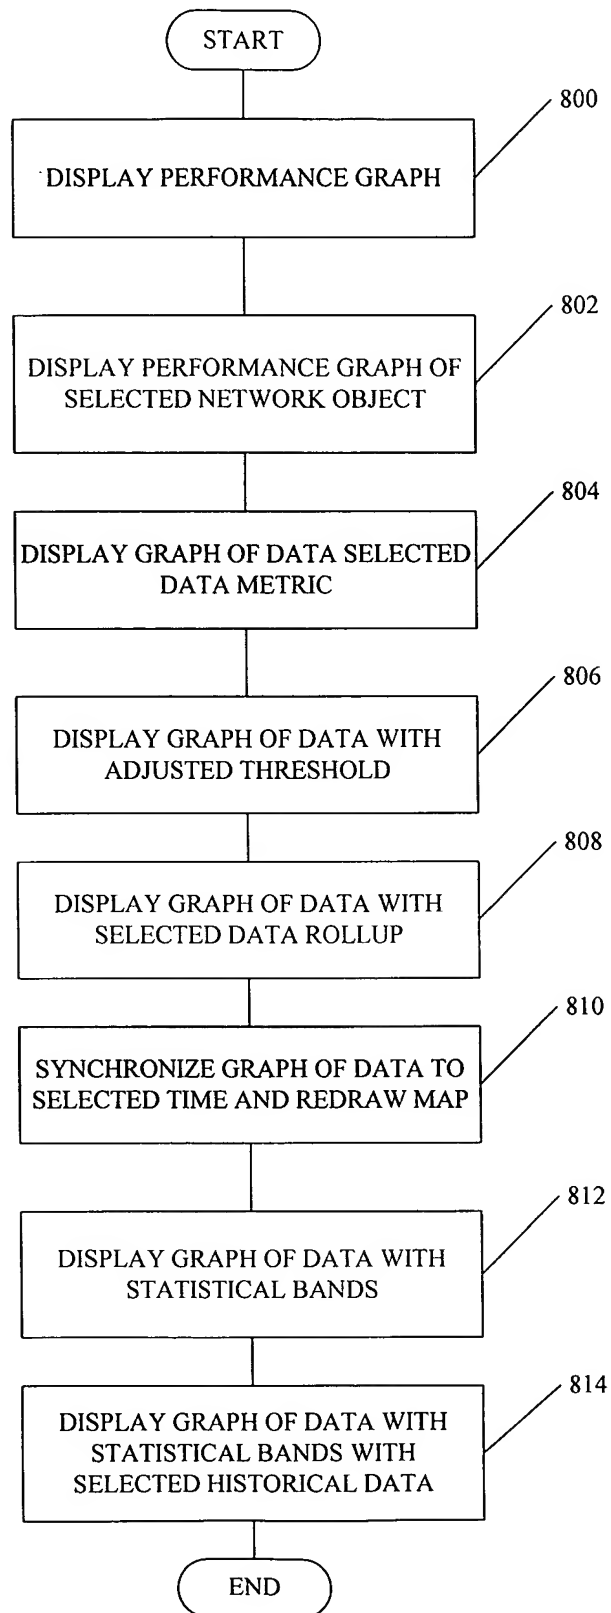 START
800
DISPLAY PERFORMANCE GRAPH
802
DISPLAY PERFORMANCE GRAPH OF
SELECTED NETWORK OBJECT
804
DISPLAY GRAPH OF DATA SELECTED
DATA METRIC
806
DISPLAY GRAPH OF DATA WITH
ADJUSTED THRESHOLD
808
DISPLAY GRAPH OF DATA WITH
SELECTED DATA ROLLUP
810
SYNCHRONIZE GRAPH OF DATA TO
SELECTED TIME AND REDRAW MAP
812
DISPLAY GRAPH OF DATA WITH
STATISTICAL BANDS
814
DISPLAY GRAPH OF DATA WITH
STATISTICAL BANDS WITH
SELECTED HISTORICAL DATA
END